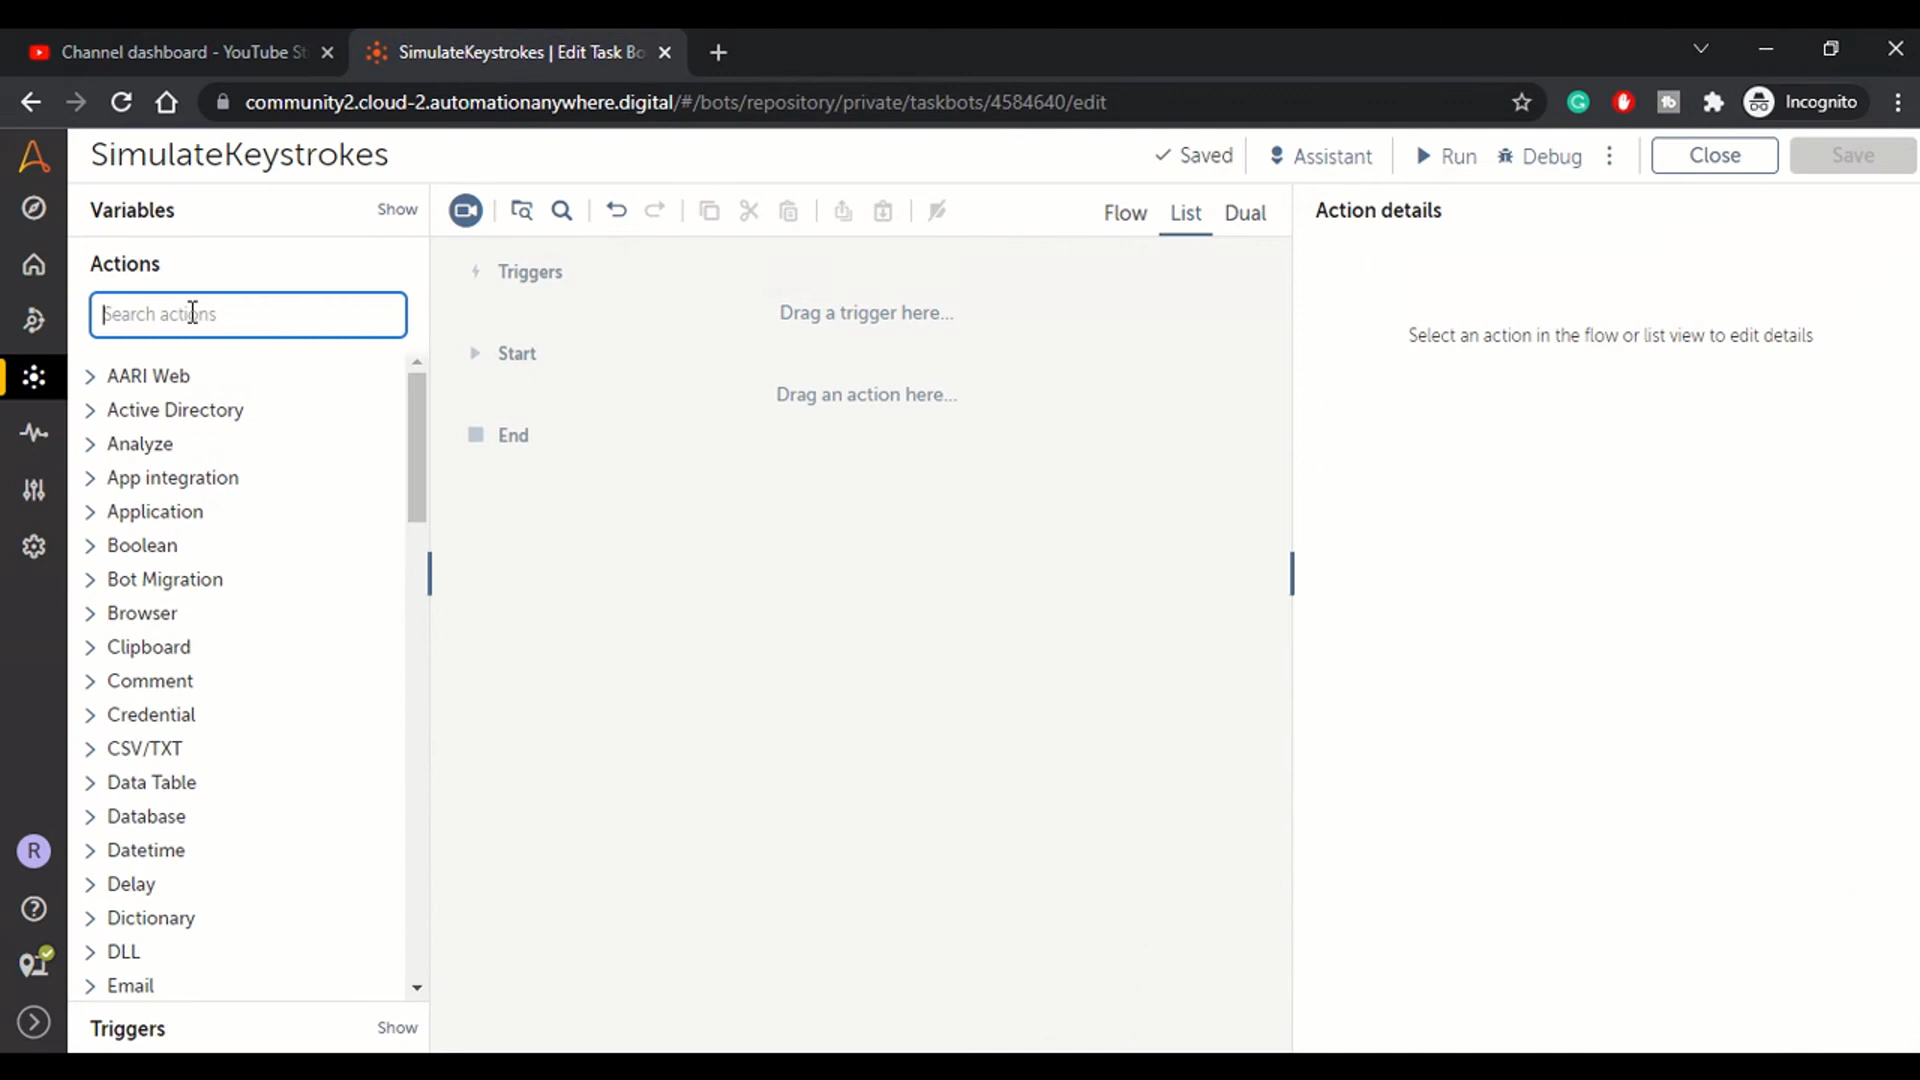 Channel dashboard - YouTube St
SimulateKeystrokes | Edit Task Bo
community2.cloud-2.automationanywhere.digital/#/bots/repository/private/taskbots/4584640/edit
Incognito
SimulateKeystrokes
Saved
Assistant
Run
Debug
Close
Save
Variables
Show
Flow
List
Dual
Action details
Actions
Search actions
Triggers
Drag a trigger here...
Start
Drag an action here...
End
Select an action in the flow or list view to edit details
AARI Web
Active Directory
Analyze
App integration
Application
Boolean
Bot Migration
Browser
Clipboard
Comment
Credential
CSV/TXT
Data Table
Database
Datetime
Delay
Dictionary
DLL
Email
R
Triggers
Show